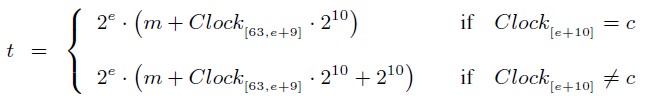 t = { 2^e · (m + Clock_[63,e+9] · 2^10) if Clock_[e+10] = c
2^e · (m + Clock_[63,e+9] · 2^10 + 2^10) if Clock_[e+10] ≠ c